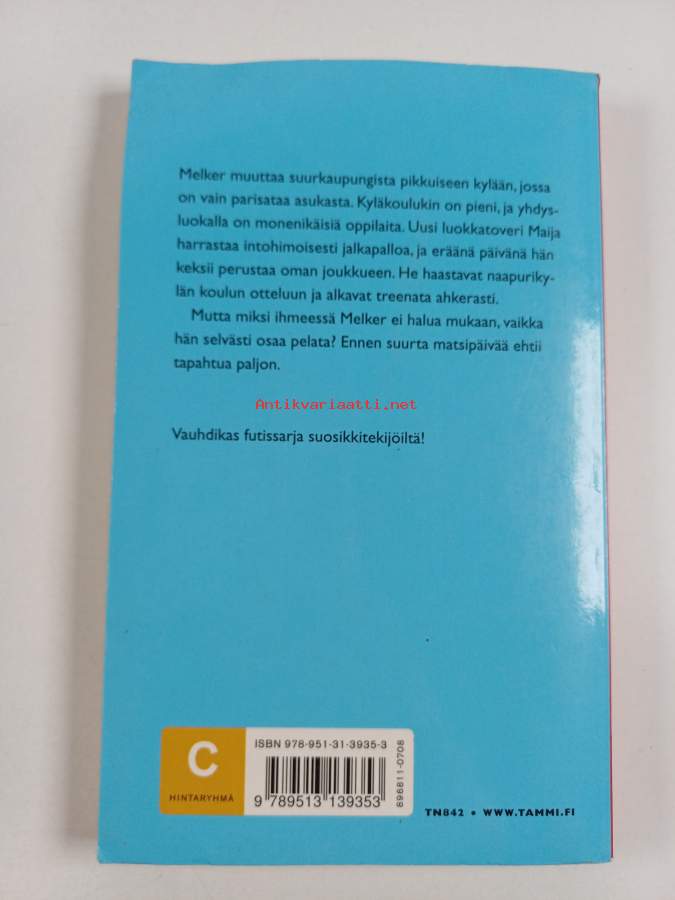 Melker muuttaa suurkaupungista pikkuiseen kylään, jossa
on vain parisataa asukasta. Kyläkoulukin on pieni, ja yhdys-
luokalla on monenikäisiä oppilaita. Uusi luokkatoveri Maija
harrastaa intohimoisesti jalkapalloa, ja eräänä päivänä hän
keksii perustaa oman joukkueen. He haastavat naapuriky-
län koulun otteluun ja alkavat treenata ahkerasti.
Mutta miksi ihmeessä Melker ei halua mukaan, vaikka
hän selvästi osaa pelata? Ennen suurta matsipäivää ehtii
tapahtua paljon.
Antikvariaatti.net
Vauhdikas futissarja suosikkitekijöiltä!
C
HINTARYHMÄ
ISBN 978-951-31-3935-3
9 789513 139353
896811-0708
TN842 • WWW.TAMMI.FI